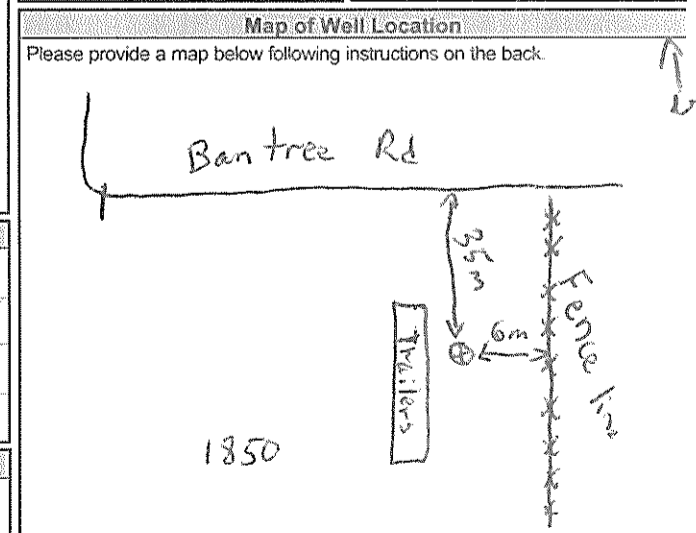 Map of Well Location
Please provide a map below following instructions on the back.
N
Bantree Rd
35m
6m
Fence line
Trailers
1850